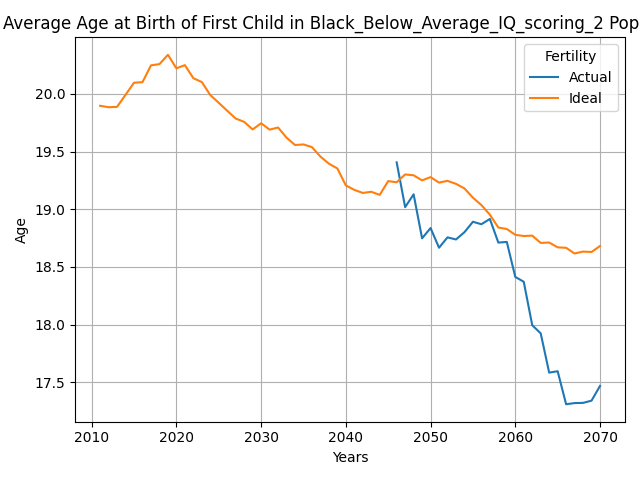 Average Age at Birth of First Child in Black_Below_Average_IQ_scoring_2 Pop
Fertility
Actual
Ideal
20.0
19.5
19.0
18.5
18.0
17.5
Age
2010 2020 2030 2040 2050 2060 2070
Years